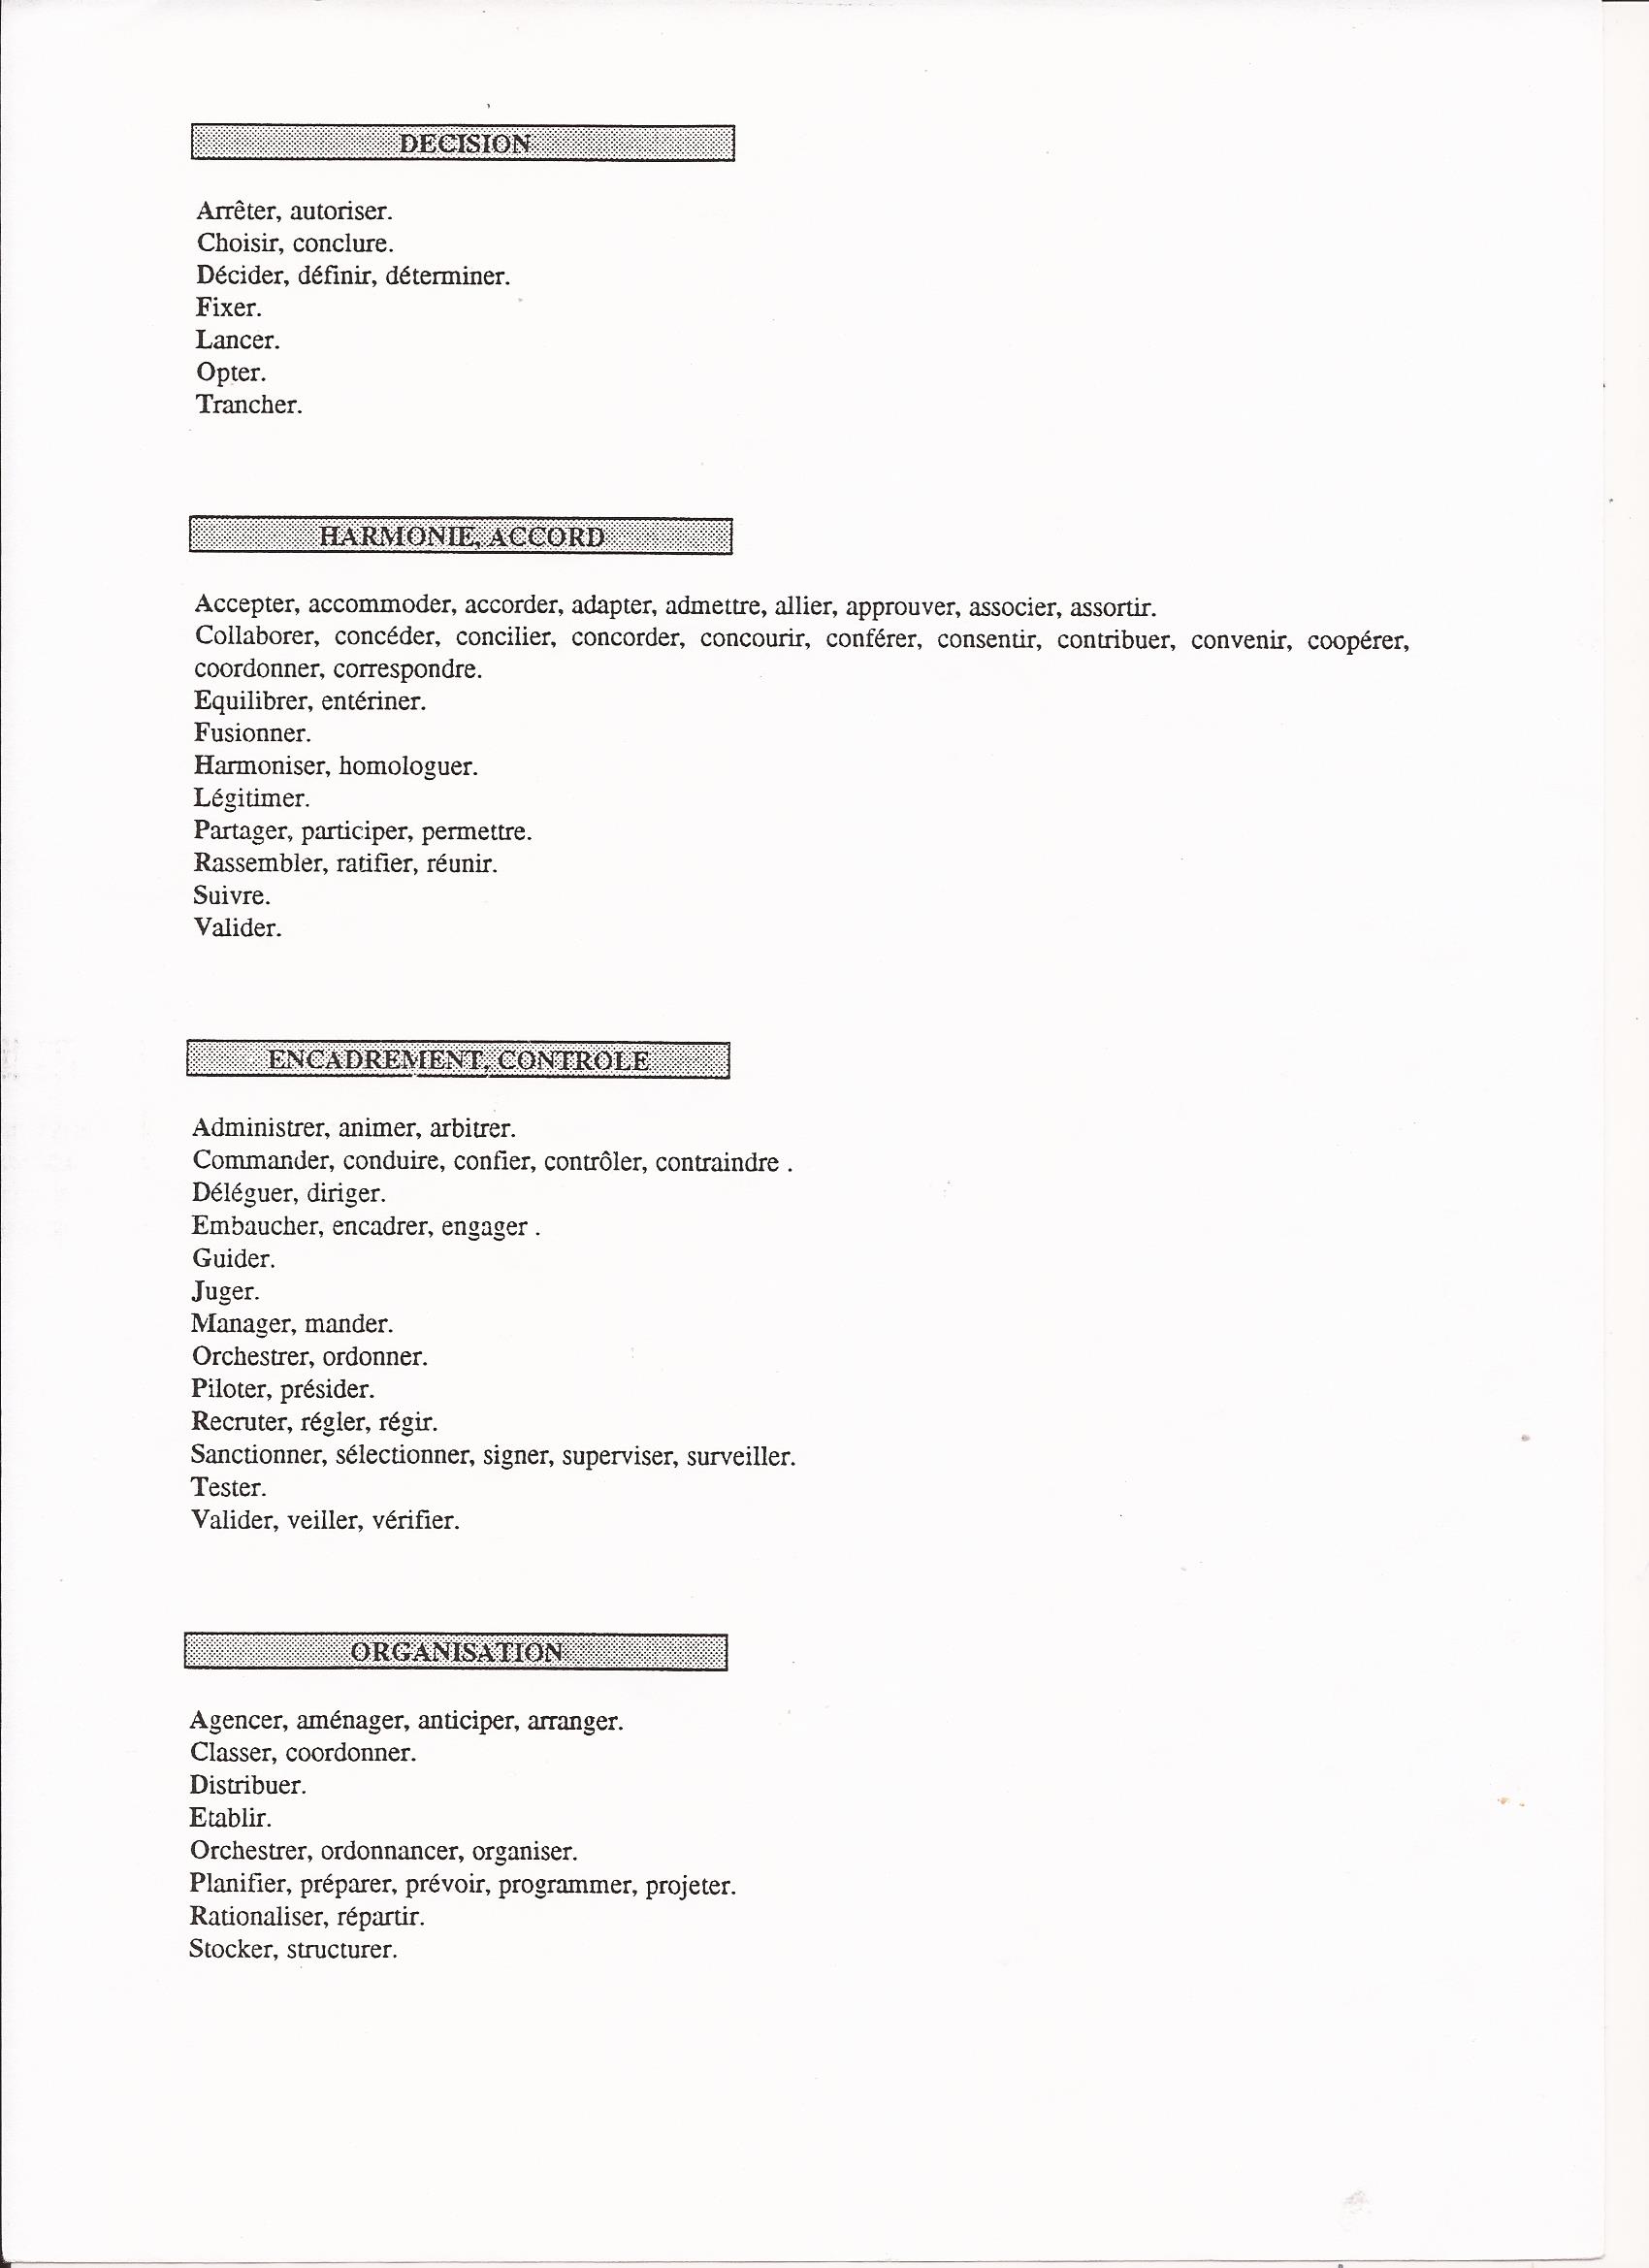 DECISION
Arrêter, autoriser.
Choisir, conclure.
Décider, définir, déterminer.
Fixer.
Lancer.
Opter.
Trancher.
HARMONIE, ACCORD
Accepter, accommoder, accorder, adapter, admettre, allier, approuver, associer, assortir.
Collaborer, concéder, concilier, concorder, concourir, conférer, consentir, contribuer, convenir, coopérer,
coordonner, correspondre.
Equilibrer, entériner.
Fusionner.
Harmoniser, homologuer.
Légitimer.
Partager, participer, permettre.
Rassembler, ratifier, réunir.
Suivre.
Valider.
ENCADREMENT, CONTROLE
Administrer, animer, arbitrer.
Commander, conduire, confier, contrôler, contraindre .
Déléguer, diriger.
Embaucher, encadrer, engager .
Guider.
Juger.
Manager, mander.
Orchestrer, ordonner.
Piloter, présider.
Recruter, régler, régir.
Sanctionner, sélectionner, signer, superviser, surveiller.
Tester.
Valider, veiller, vérifier.
ORGANISATION
Agencer, aménager, anticiper, arranger.
Classer, coordonner.
Distribuer.
Etablir.
Orchestrer, ordonnancer, organiser.
Planifier, préparer, prévoir, programmer, projeter.
Rationaliser, répartir.
Stocker, structurer.